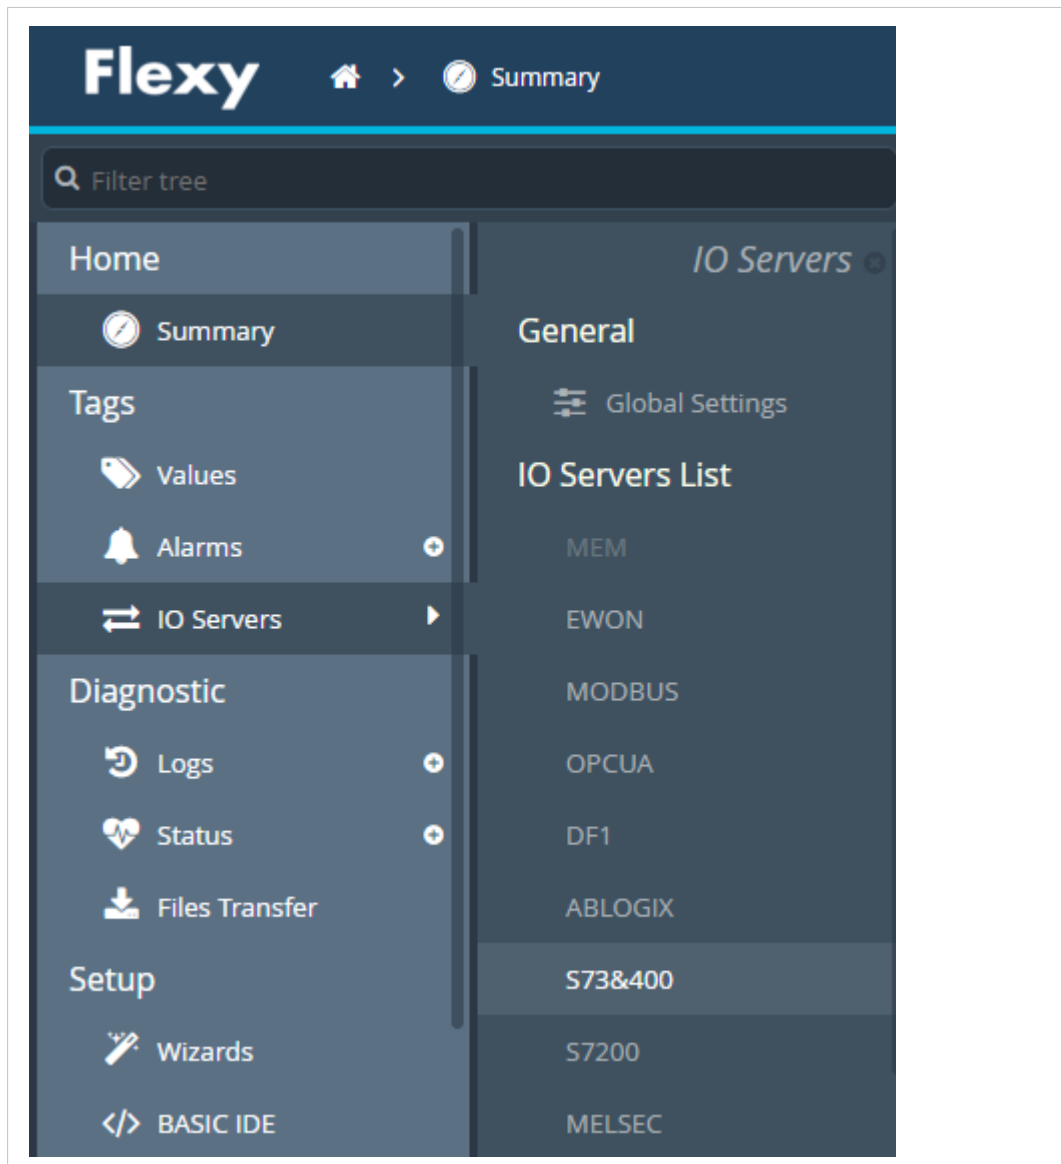 Flexy
Summary
Filter tree
Home
Summary
Tags
Values
Alarms
IO Servers
Diagnostic
Logs
Status
Files Transfer
Setup
Wizards
BASIC IDE
IO Servers
General
Global Settings
IO Servers List
MEM
EWON
MODBUS
OPCUA
DF1
ABLOGIX
S73&400
S7200
MELSEC